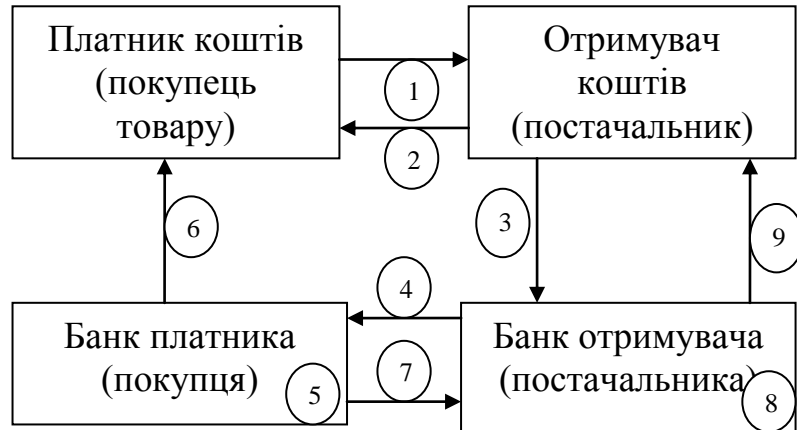 Платник коштів
(покупець
товару)
1
2
Отримувач
коштів
(постачальник)
6
3
9
4
Банк платника
(покупця)
5
7
Банк отримувача
(постачальника)
8